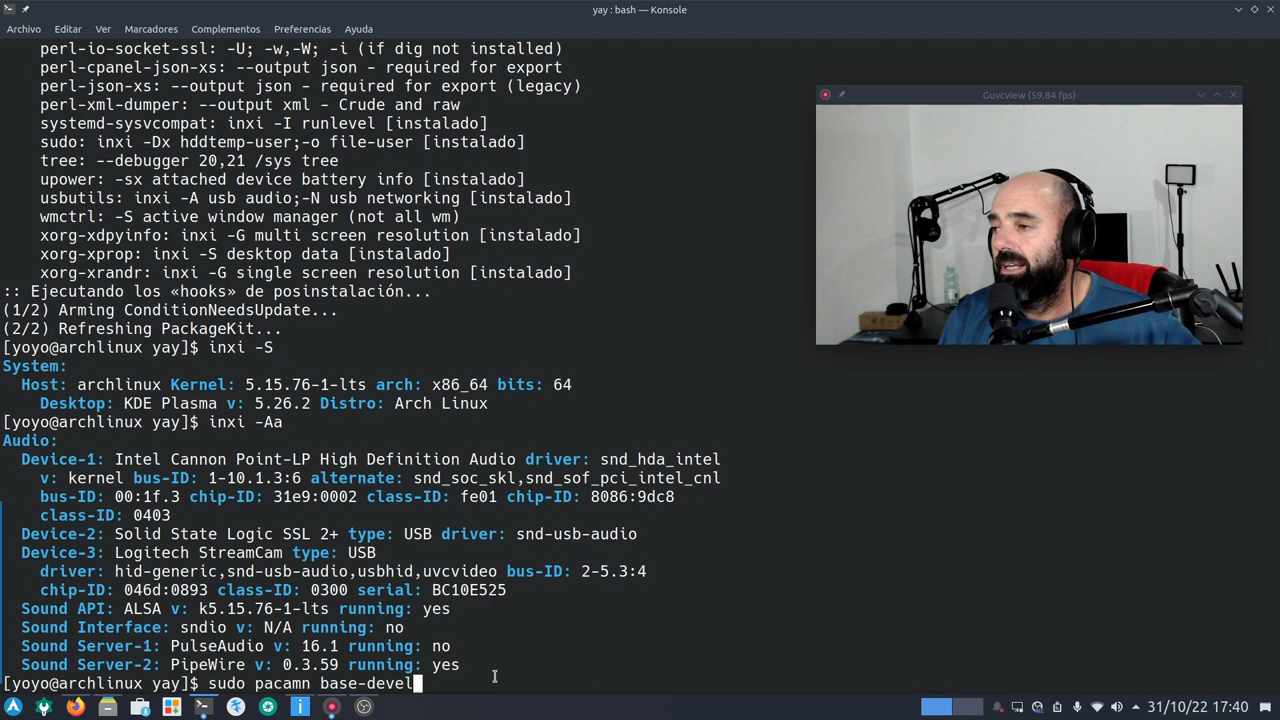 yay : bash — Konsole
Archivo Editar Ver Marcadores Complementos Preferencias Ayuda
perl-io-socket-ssl: -U; -w,-W; -i (if dig not installed)
perl-cpanel-json-xs: --output json - required for export
perl-json-xs: --output json - required for export (legacy)
perl-xml-dumper: --output xml - Crude and raw
systemd-sysvcompat: inxi -I runlevel [instalado]
sudo: inxi -Dx hddtemp-user;-o file-user [instalado]
tree: --debugger 20,21 /sys tree
upower: -sx attached device battery info [instalado]
usbutils: inxi -A usb audio;-N usb networking [instalado]
wmctrl: -S active window manager (not all wm)
xorg-xdpyinfo: inxi -G multi screen resolution [instalado]
xorg-xprop: inxi -S desktop data [instalado]
xorg-xrandr: inxi -G single screen resolution [instalado]
:: Ejecutando los «hooks» de posinstalación...
(1/2) Arming ConditionNeedsUpdate...
(2/2) Refreshing PackageKit...
[yoyo@archlinux yay]$ inxi -S
System:
Host: archlinux Kernel: 5.15.76-1-lts arch: x86_64 bits: 64
Desktop: KDE Plasma v: 5.26.2 Distro: Arch Linux
[yoyo@archlinux yay]$ inxi -Aa
Audio:
Device-1: Intel Cannon Point-LP High Definition Audio driver: snd_hda_intel
v: kernel bus-ID: 1-10.1.3:6 alternate: snd_soc_skl,snd_sof_pci_intel_cnl
bus-ID: 00:1f.3 chip-ID: 31e9:0002 class-ID: fe01 chip-ID: 8086:9dc8
class-ID: 0403
Device-2: Solid State Logic SSL 2+ type: USB driver: snd-usb-audio
Device-3: Logitech StreamCam type: USB
driver: hid-generic,snd-usb-audio,usbhid,uvcvideo bus-ID: 2-5.3:4
chip-ID: 046d:0893 class-ID: 0300 serial: BC10E525
Sound API: ALSA v: k5.15.76-1-lts running: yes
Sound Interface: sndio v: N/A running: no
Sound Server-1: PulseAudio v: 16.1 running: no
Sound Server-2: PipeWire v: 0.3.59 running: yes
[yoyo@archlinux yay]$ sudo pacamn base-devel
Guvcview (59,84 fps)
31/10/22 17:40